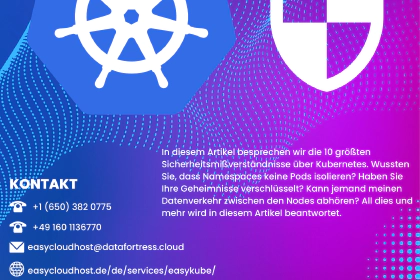 In diesem Artikel besprechen wir die 10 größten
Sicherheitsmißverständnisse über Kubernetes. Wussten
Sie, dass Namespaces keine Pods isolieren? Haben Sie
Ihre Geheimnisse verschlüsselt? Kann jemand meinen
Datenverkehr zwischen den Nodes abhören? All dies und
mehr wird in diesem Artikel beantwortet.
KONTAKT
+1 (650) 382 0775
+49 160 1136770
easycloudhost@datafortress.cloud
easycloudhost.de/de/services/easykube/